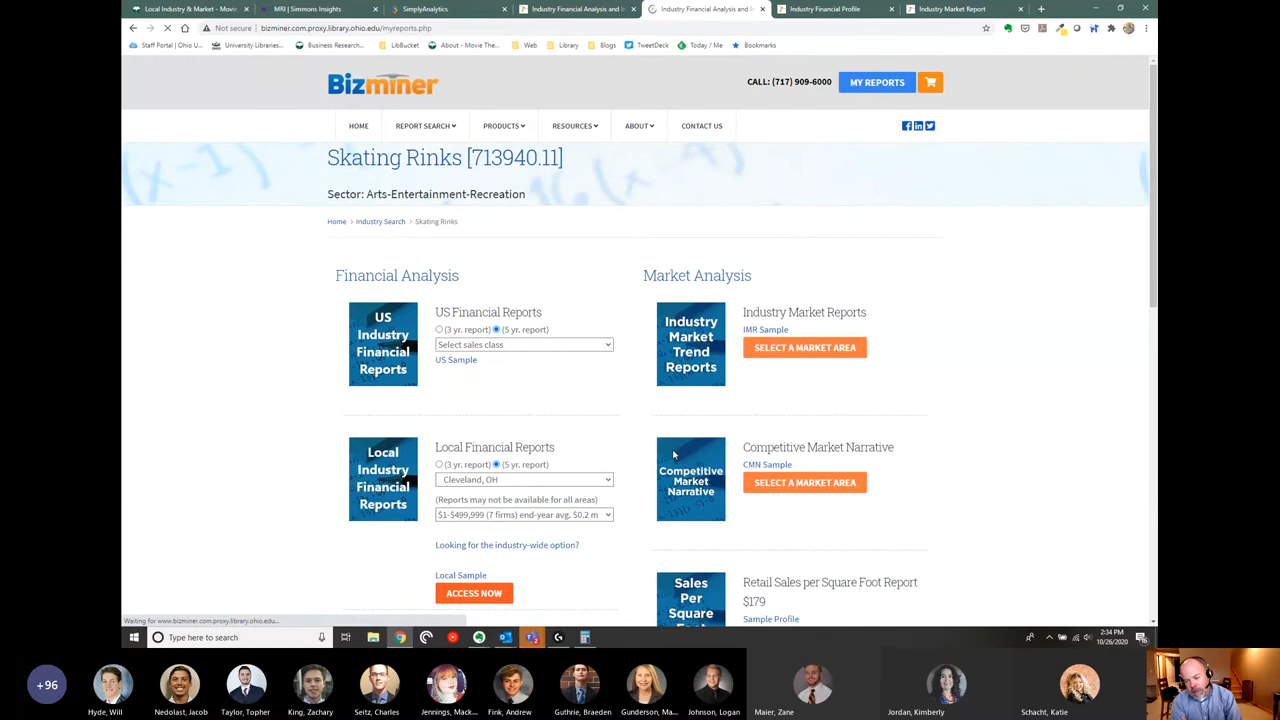 Local Industry & Market - Movie
MRI | Simmons Insights
SimplyAnalytics
Industry Financial Analysis and In
Industry Financial Analysis and In
Industry Financial Profile
Industry Market Report
Not secure | bizminer.com.proxy.library.ohio.edu/myreports.php
Staff Portal | Ohio U...
University Libraries...
Business Research...
LibBucket
About - Movie The...
Web
Library
Blogs
TweetDeck
Today / Me
Bookmarks
Bizminer
CALL: (717) 909-6000
MY REPORTS
HOME
REPORT SEARCH
PRODUCTS
RESOURCES
ABOUT
CONTACT US
Skating Rinks [713940.11]
Sector: Arts-Entertainment-Recreation
Home > Industry Search > Skating Rinks
Financial Analysis
US Industry Financial Reports
US Financial Reports
(3 yr. report) (5 yr. report)
Select sales class
US Sample
Local Industry Financial Reports
Local Financial Reports
(3 yr. report) (5 yr. report)
Cleveland, OH
(Reports may not be available for all areas)
$1-$499,999 (7 firms) end-year avg. $0.2 m
Looking for the industry-wide option?
Local Sample
ACCESS NOW
Market Analysis
Industry Market Trend Reports
Industry Market Reports
IMR Sample
SELECT A MARKET AREA
Competitive Market Narrative
Competitive Market Narrative
CMN Sample
SELECT A MARKET AREA
Sales Per Square Foot
Retail Sales per Square Foot Report
$179
Sample Profile
Waiting for www.bizminer.com.proxy.library.ohio.edu...
Type here to search
2:34 PM
10/26/2020
+96
Hyde, Will
Nedolast, Jacob
Taylor, Topher
King, Zachary
Seitz, Charles
Jennings, Mack...
Fink, Andrew
Guthrie, Braeden
Gunderson, Ma...
Johnson, Logan
Maier, Zane
Jordan, Kimberly
Schacht, Katie